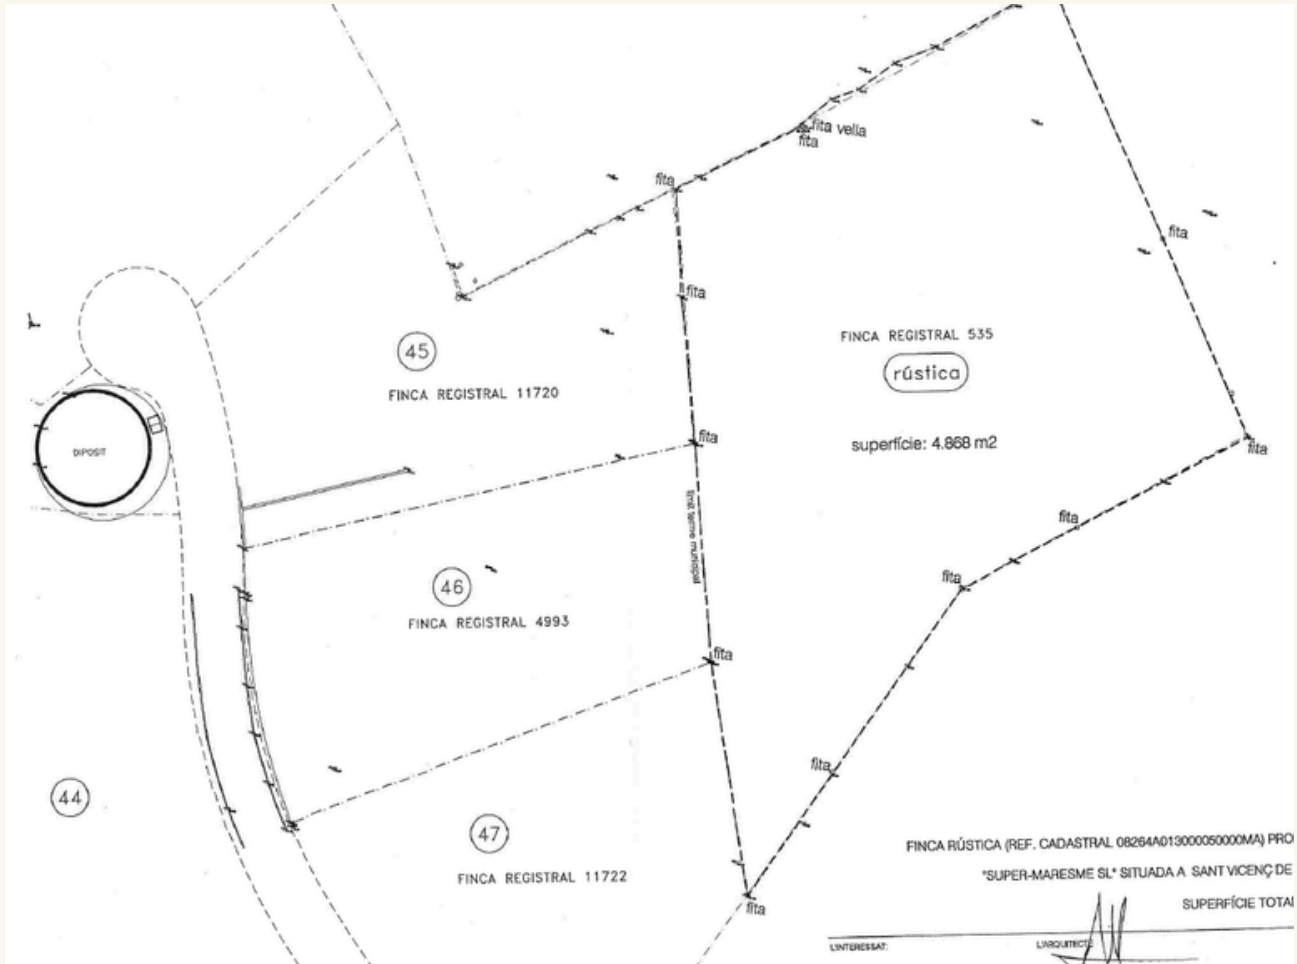 fita vella
fita
fita
fita
fita
FINCA REGISTRAL 535
45
rústica
FINCA REGISTRAL 11720
fita
superfície: 4.868 m2
fita
DIPOSIT
limit terme municipal
fita
fita
46
FINCA REGISTRAL 4993
fita
fita
44
47
FINCA RÚSTICA (REF. CADASTRAL 08264A013000050000MA) PRO
FINCA REGISTRAL 11722
"SUPER-MARESME SL" SITUADA A SANT VICENÇ DE
fita
SUPERFÍCIE TOTAL
L'INTERESSAT:
L'ARQUITECTE